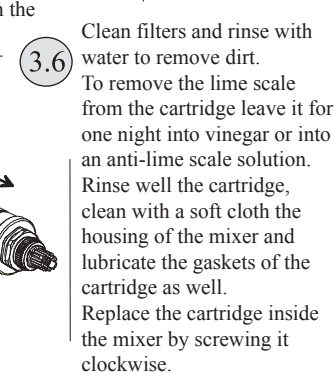 n the
3.6
Clean filters and rinse with
water to remove dirt.
To remove the lime scale
from the cartridge leave it for
one night into vinegar or into
an anti-lime scale solution.
Rinse well the cartridge,
clean with a soft cloth the
housing of the mixer and
lubricate the gaskets of the
cartridge as well.
Replace the cartridge inside
the mixer by screwing it
clockwise.